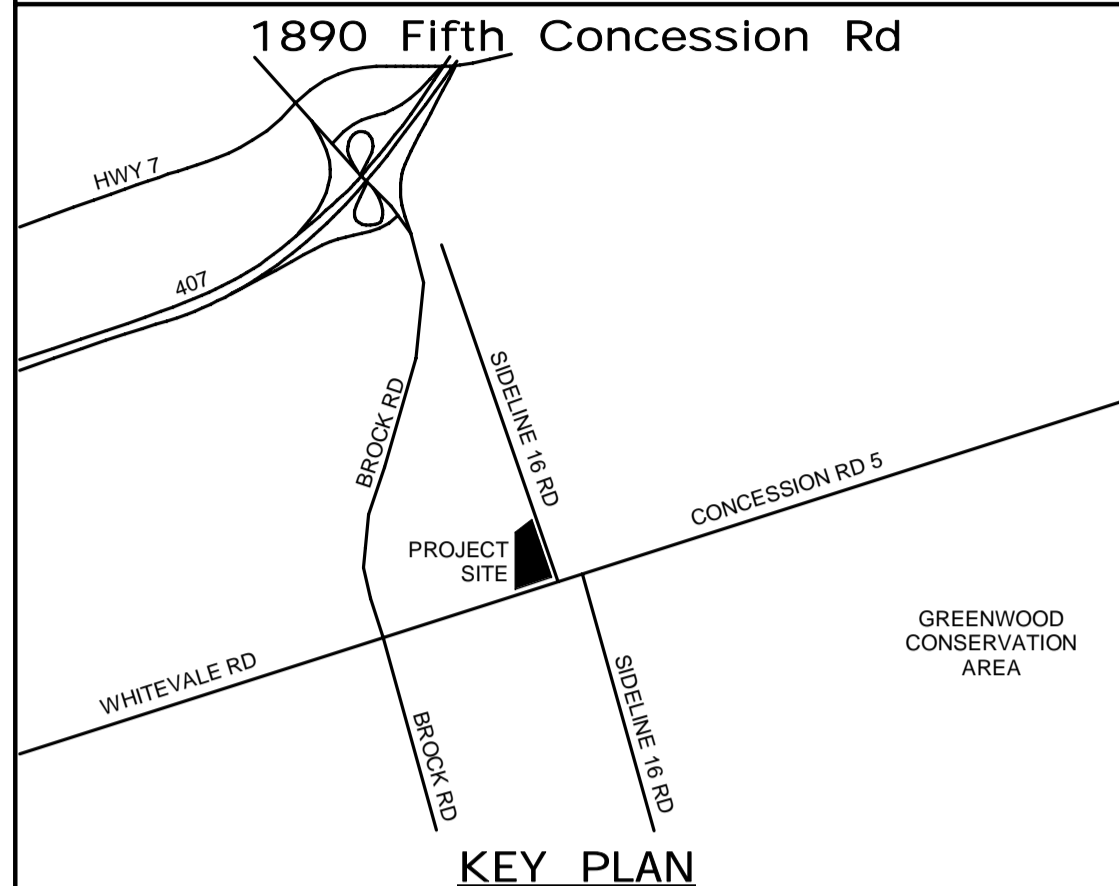 1890 Fifth Concession Rd
HWY 7
407
SIDELINE 16 RD
BROCK RD
CONCESSION RD 5
PROJECT
SITE
GREENWOOD
CONSERVATION
AREA
WHITEVALE RD
SIDELINE 16 RD
BROCK RD
KEY PLAN